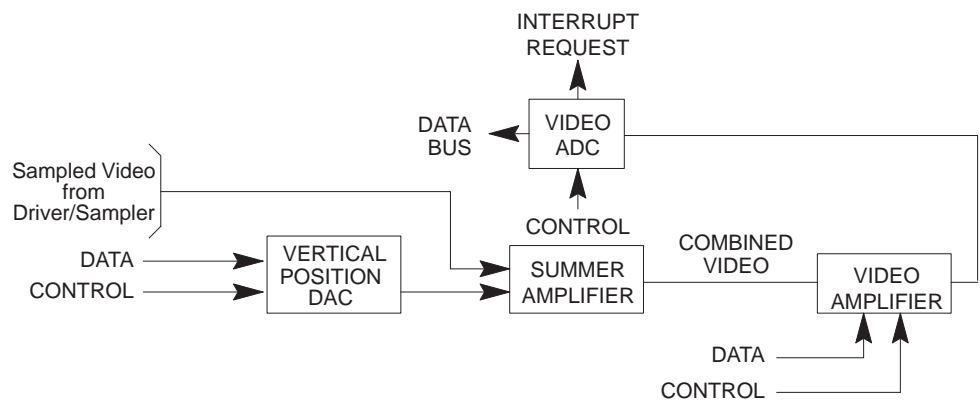 INTERRUPT
REQUEST
DATA
BUS
VIDEO
ADC
Sampled Video
from
Driver/Sampler
CONTROL
DATA
CONTROL
VERTICAL
POSITION
DAC
SUMMER
AMPLIFIER
COMBINED
VIDEO
VIDEO
AMPLIFIER
DATA
CONTROL